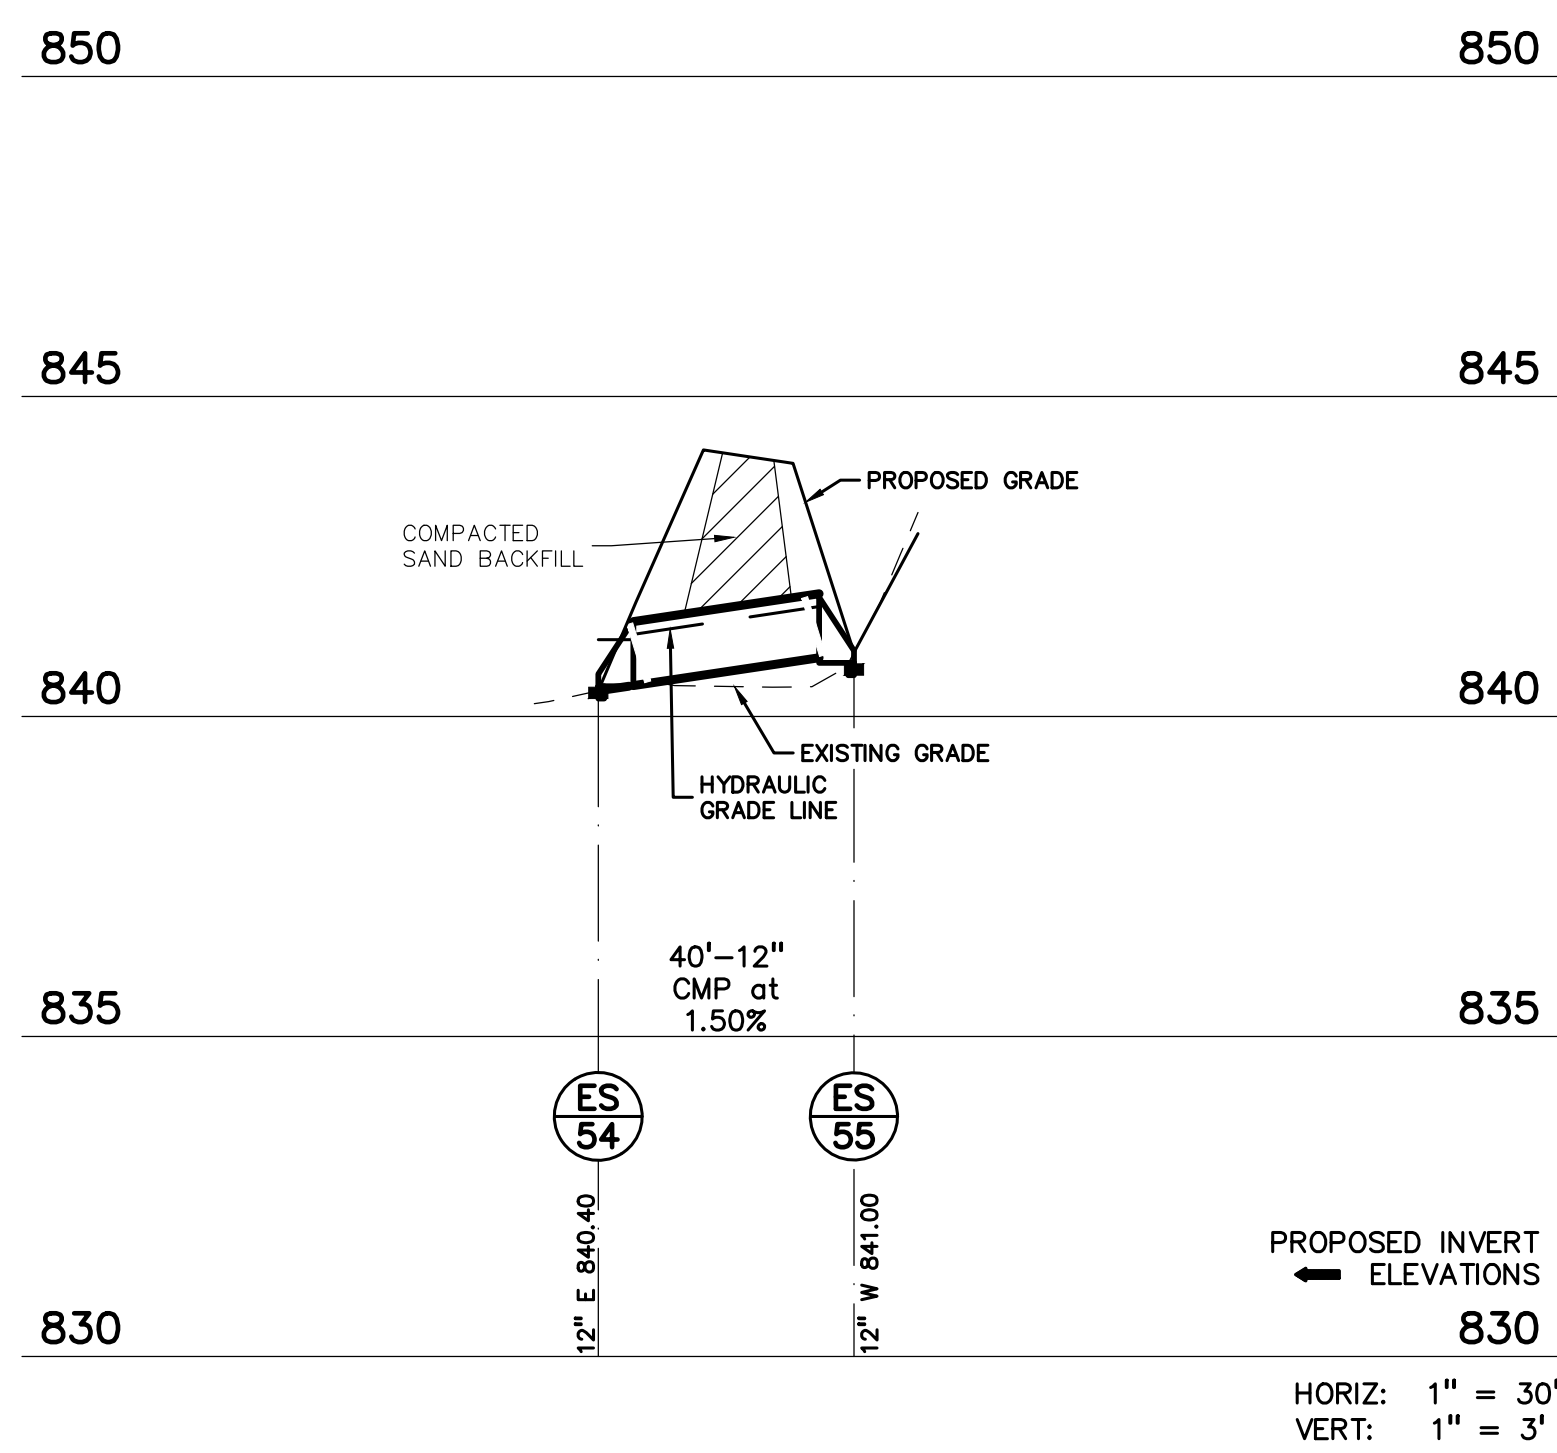 850 850
845 845
PROPOSED GRADE
COMPACTED
SAND BACKFILL
840 840
EXISTING GRADE
HYDRAULIC
GRADE LINE
40'-12"
CMP at
1.50%
835 835
ES
54
ES
55
12" E 840.40
12" W 841.00
PROPOSED INVERT
ELEVATIONS
830 830
HORIZ: 1" = 30'
VERT: 1" = 3'